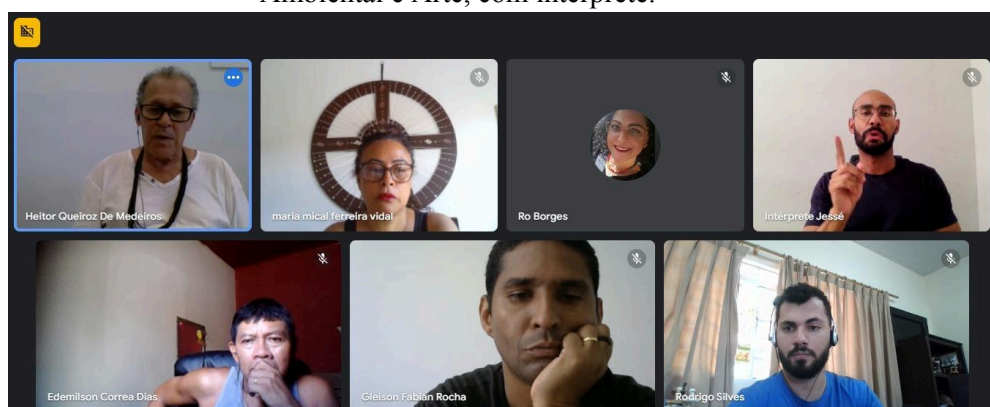 Ambiental e Arte, com intérprete.
Heitor Queiroz De Medeiros
maria mical ferreira vidal
Ro Borges
Intérprete Jessé
Edemilson Correa Dias
Gleison Fabian Rocha
Rodrigo Silves